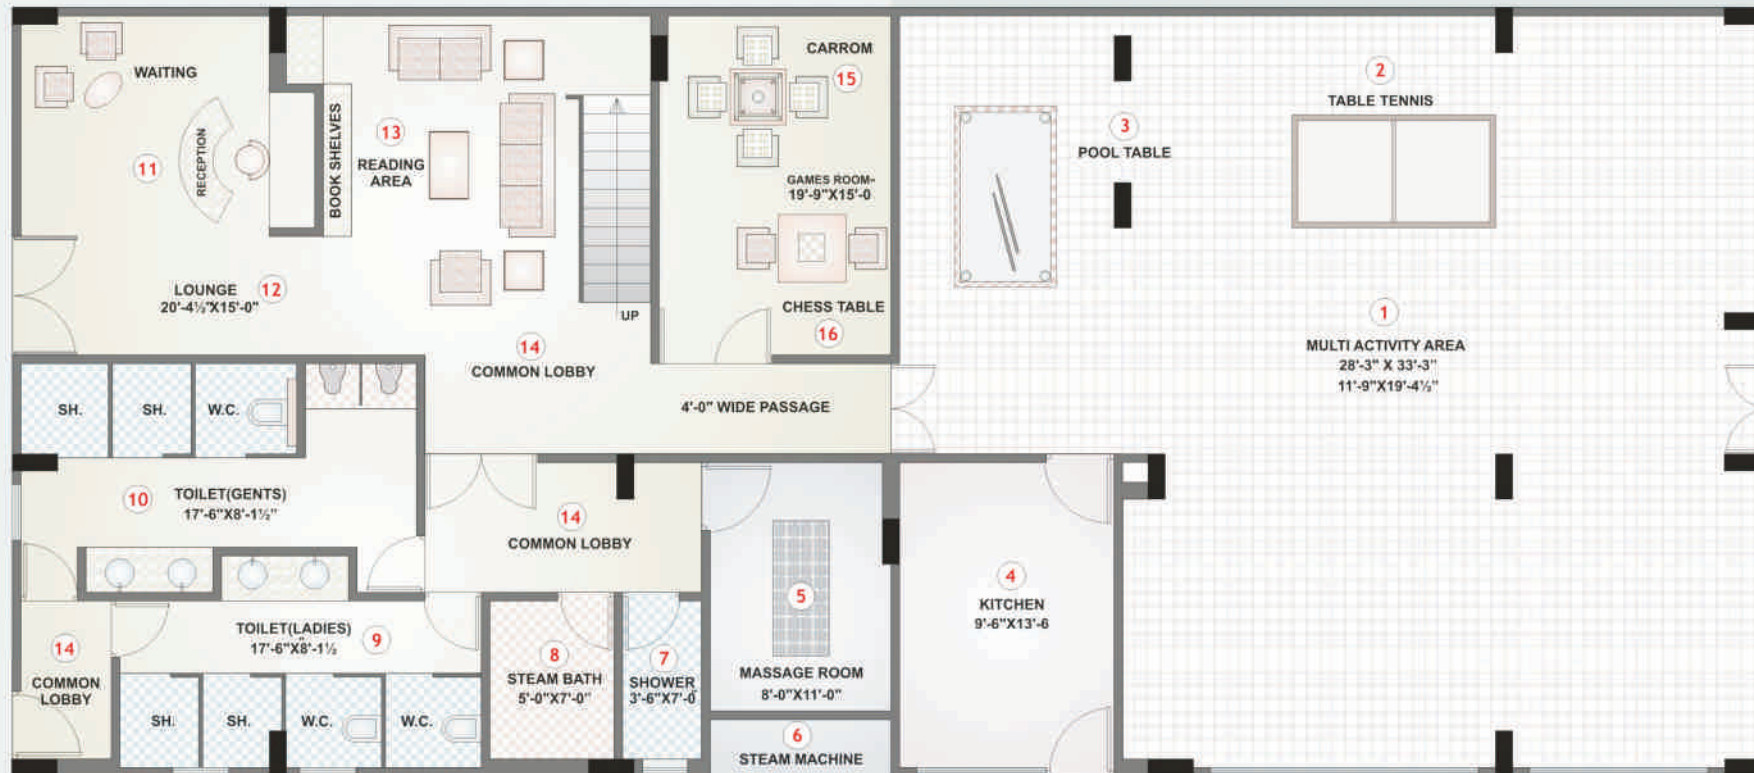 WAITING
11
RECEPTION
BOOK SHELVES
13
READING
AREA
LOUNGE
20'-4½"X15'-0"
12
UP
14
COMMON LOBBY
CARROM
15
GAMES ROOM-
19'-9"X15'-0
CHESS TABLE
16
4'-0" WIDE PASSAGE
3
POOL TABLE
2
TABLE TENNIS
1
MULTI ACTIVITY AREA
28'-3" X 33'-3"
11'-9"X19'-4½"
SH.
SH.
W.C.
10
TOILET(GENTS)
17'-6"X8'-1½"
14
COMMON LOBBY
5
MASSAGE ROOM
8'-0"X11'-0"
4
KITCHEN
9'-6"X13'-6
14
COMMON
LOBBY
TOILET(LADIES)
17'-6"X8'-1½
9
8
STEAM BATH
5'-0"X7'-0"
7
SHOWER
3'-6"X7'-0
SH.
SH.
W.C.
W.C.
6
STEAM MACHINE